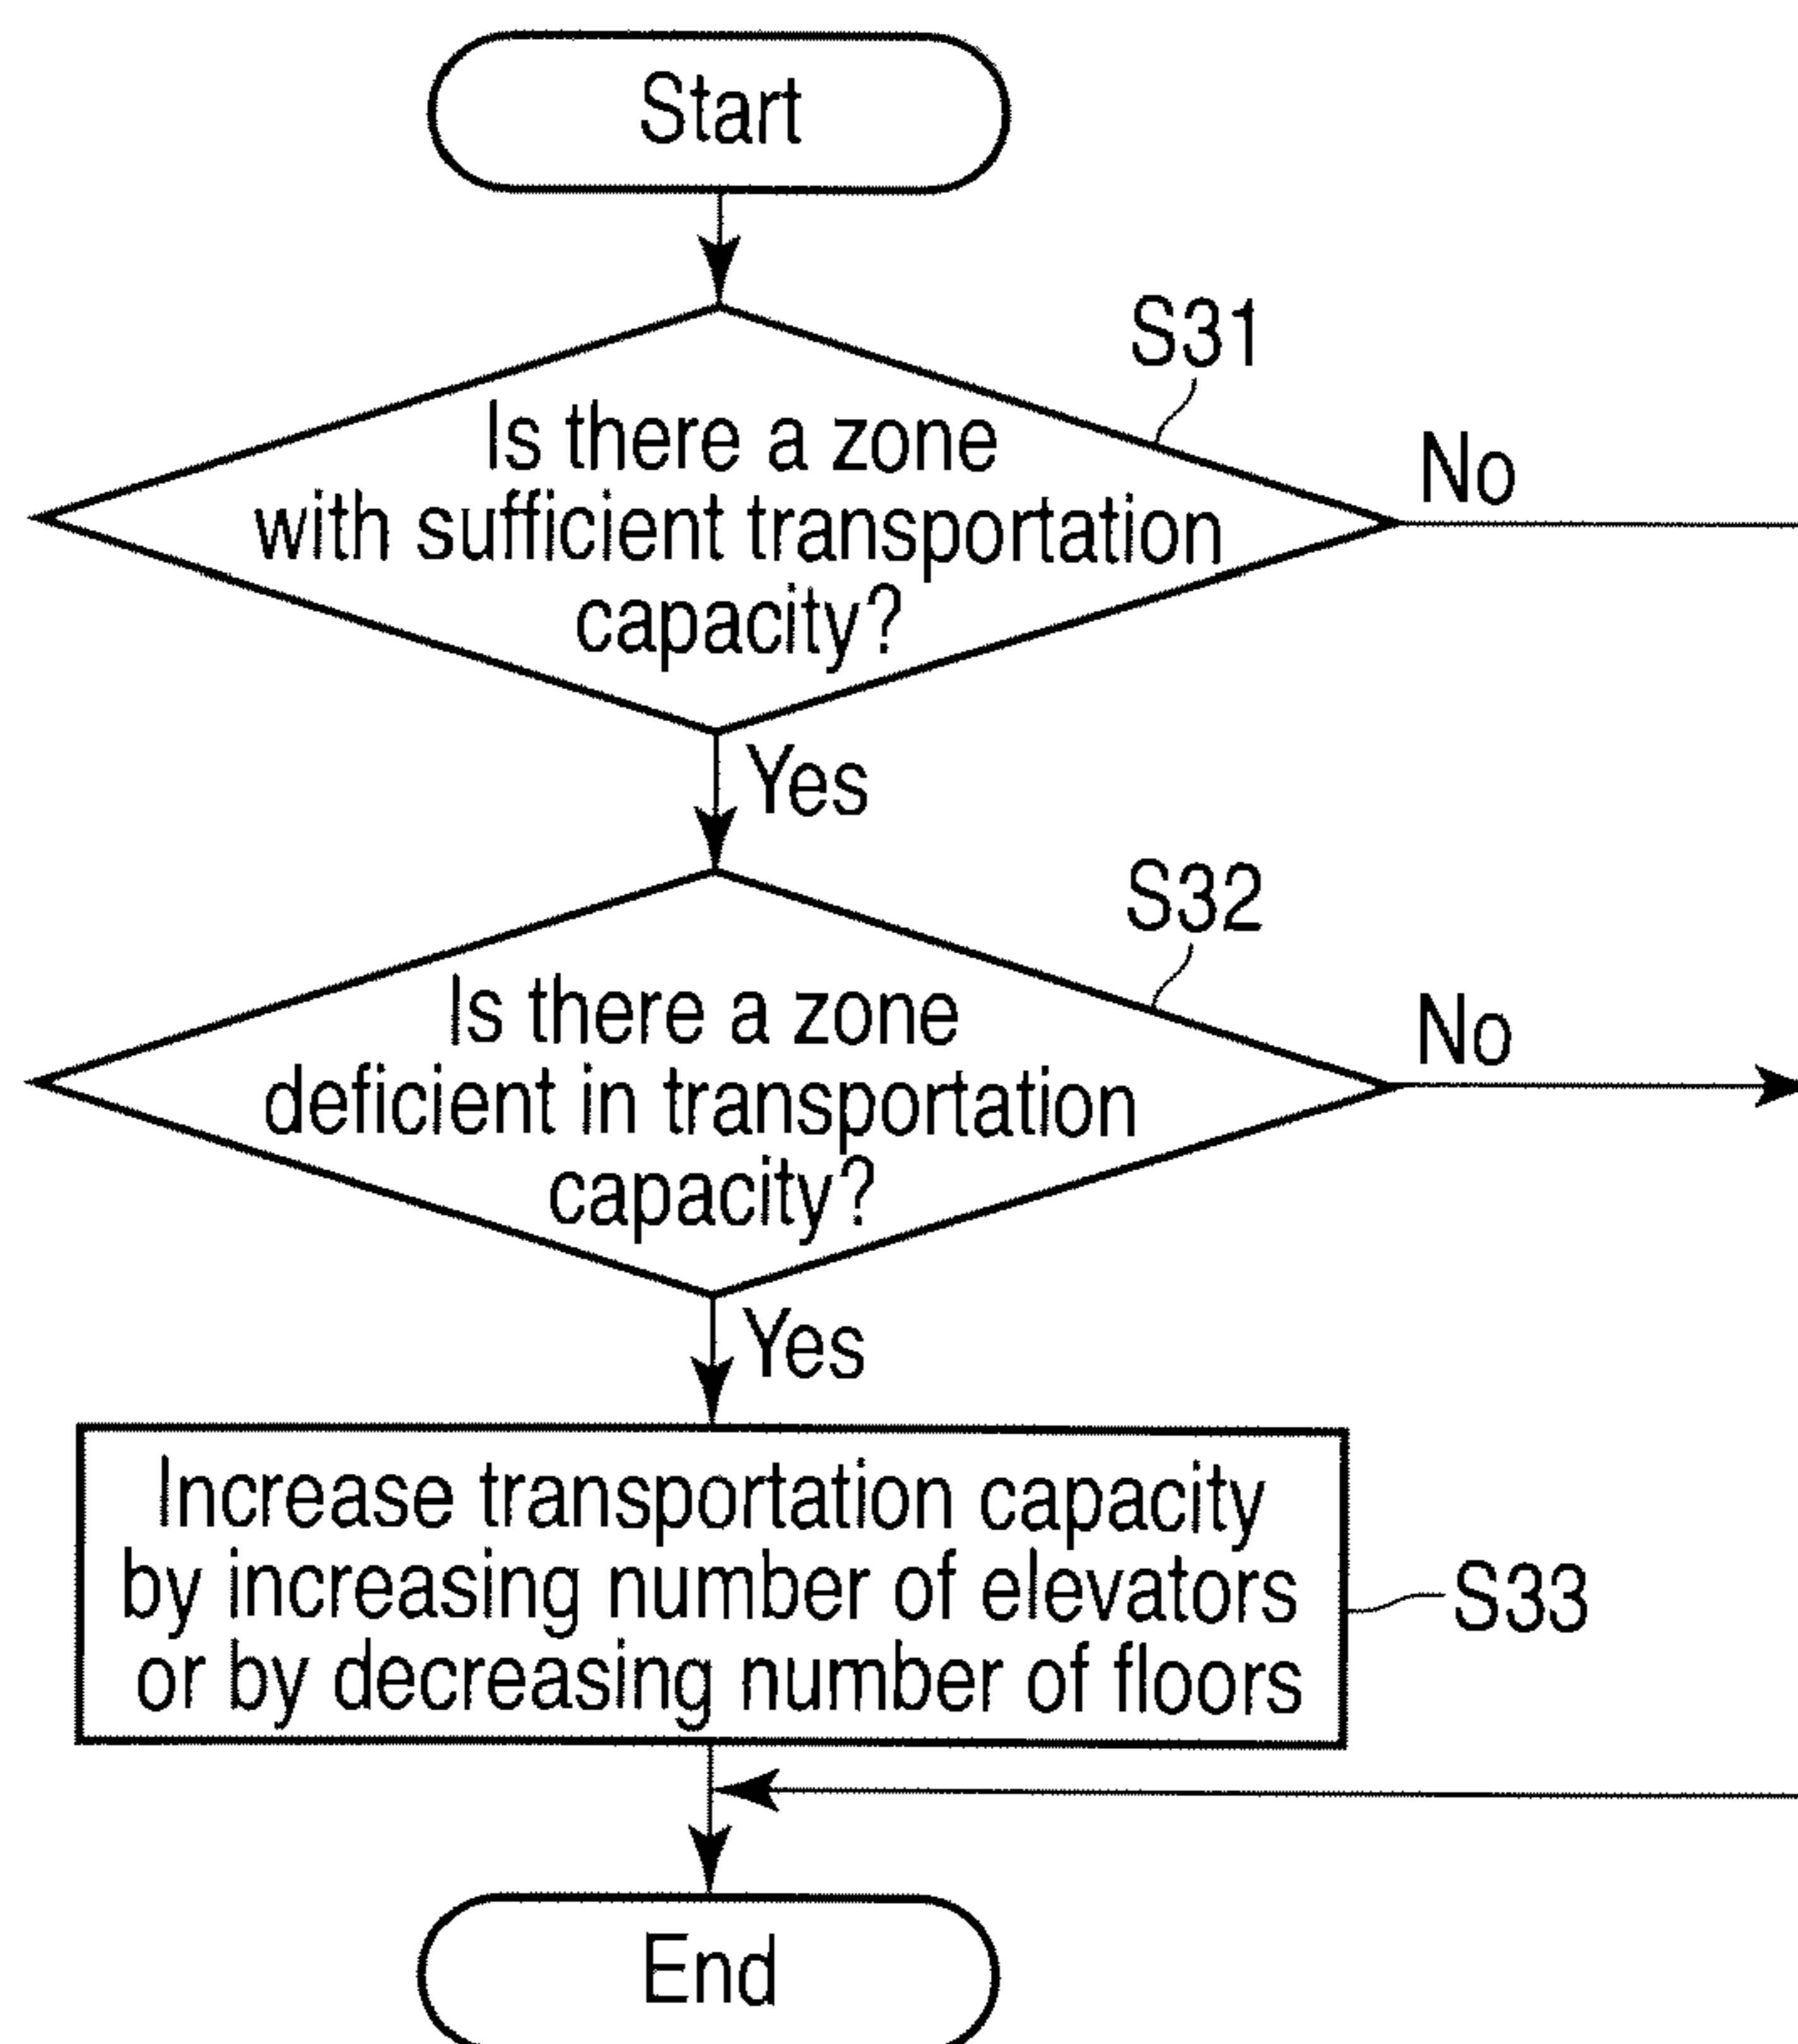 Start
S31
Is there a zone
with sufficient transportation
capacity?
No
Yes
S32
Is there a zone
deficient in transportation
capacity?
No
Yes
Increase transportation capacity
by increasing number of elevators
or by decreasing number of floors
S33
End